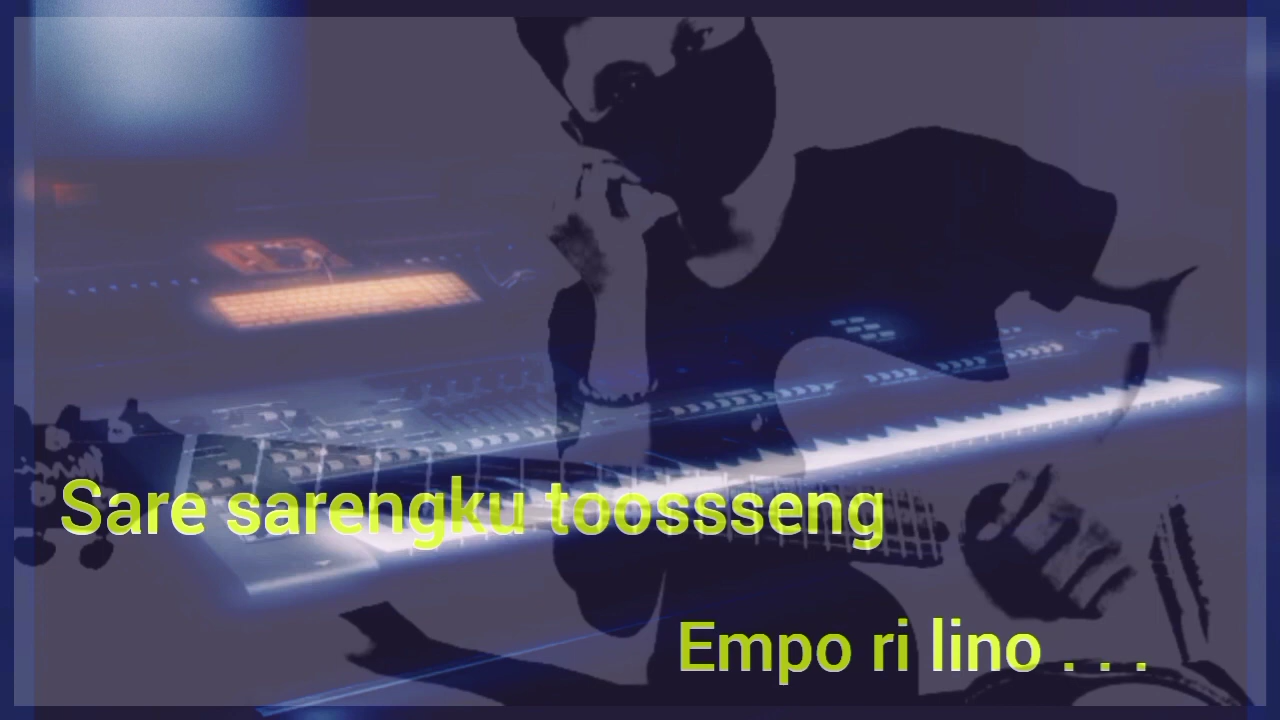 Sare sarengku toossseng
Empo ri lino . . .